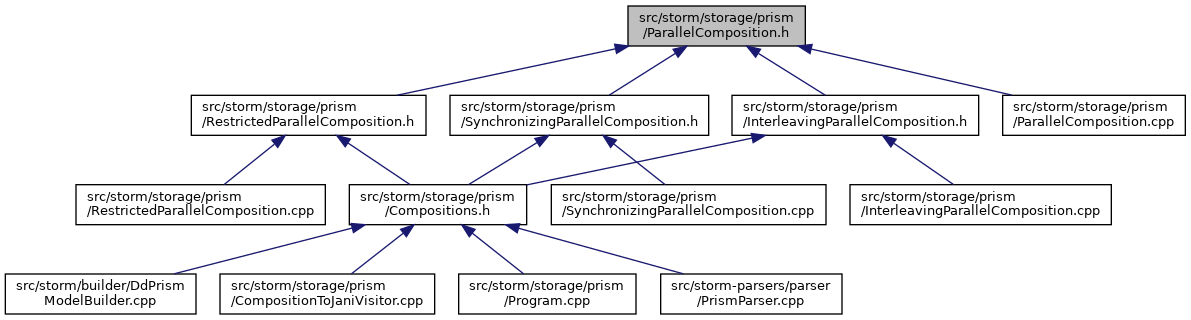 src/storm/storage/prism
/ParallelComposition.h
src/storm/storage/prism
/RestrictedParallelComposition.h
src/storm/storage/prism
/SynchronizingParallelComposition.h
src/storm/storage/prism
/InterleavingParallelComposition.h
src/storm/storage/prism
/ParallelComposition.cpp
src/storm/storage/prism
/RestrictedParallelComposition.cpp
src/storm/storage/prism
/Compositions.h
src/storm/storage/prism
/SynchronizingParallelComposition.cpp
src/storm/storage/prism
/InterleavingParallelComposition.cpp
src/storm/builder/DdPrism
ModelBuilder.cpp
src/storm/storage/prism
/CompositionToJaniVisitor.cpp
src/storm/storage/prism
/Program.cpp
src/storm-parsers/parser
/PrismParser.cpp